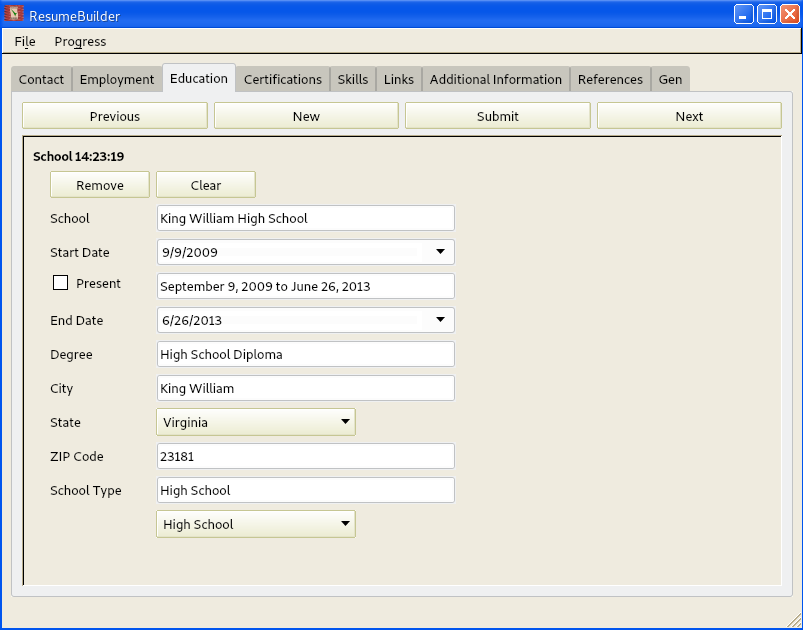 ResumeBuilder
File Progress
Contact Employment Education Certifications Skills Links Additional Information References Gen
Previous New Submit Next
School 14:23:19
Remove Clear
School King William High School
Start Date 9/9/2009
Present September 9, 2009 to June 26, 2013
End Date 6/26/2013
Degree High School Diploma
City King William
State Virginia
ZIP Code 23181
School Type High School
High School